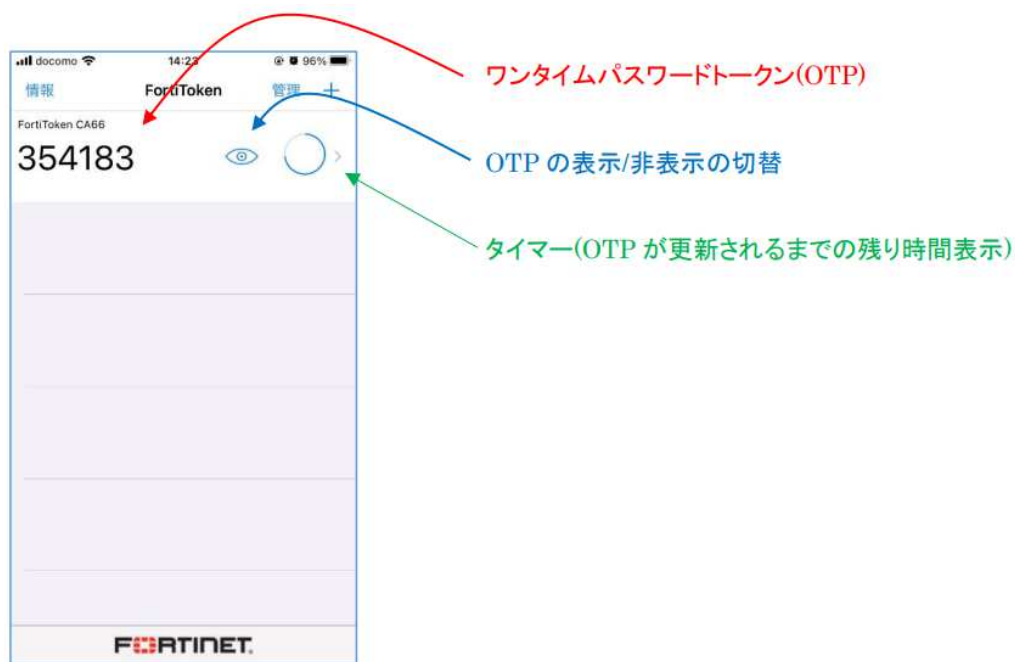 docomo 14:23 96%
情報 FortiToken 管理 +
FortiToken CA66
354183
ワンタイムパスワードトークン(OTP)
OTP の表示/非表示の切替
タイマー(OTP が更新されるまでの残り時間表示)
FORTINET